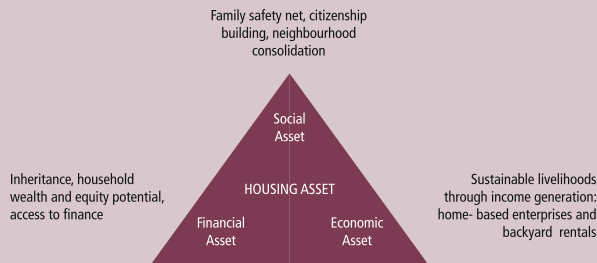 Family safety net, citizenship
building, neighbourhood
consolidation
Social
Asset
Inheritance, household
wealth and equity potential,
access to finance
HOUSING ASSET
Financial
Asset
Economic
Asset
Sustainable livelihoods
through income generation:
home- based enterprises and
backyard rentals